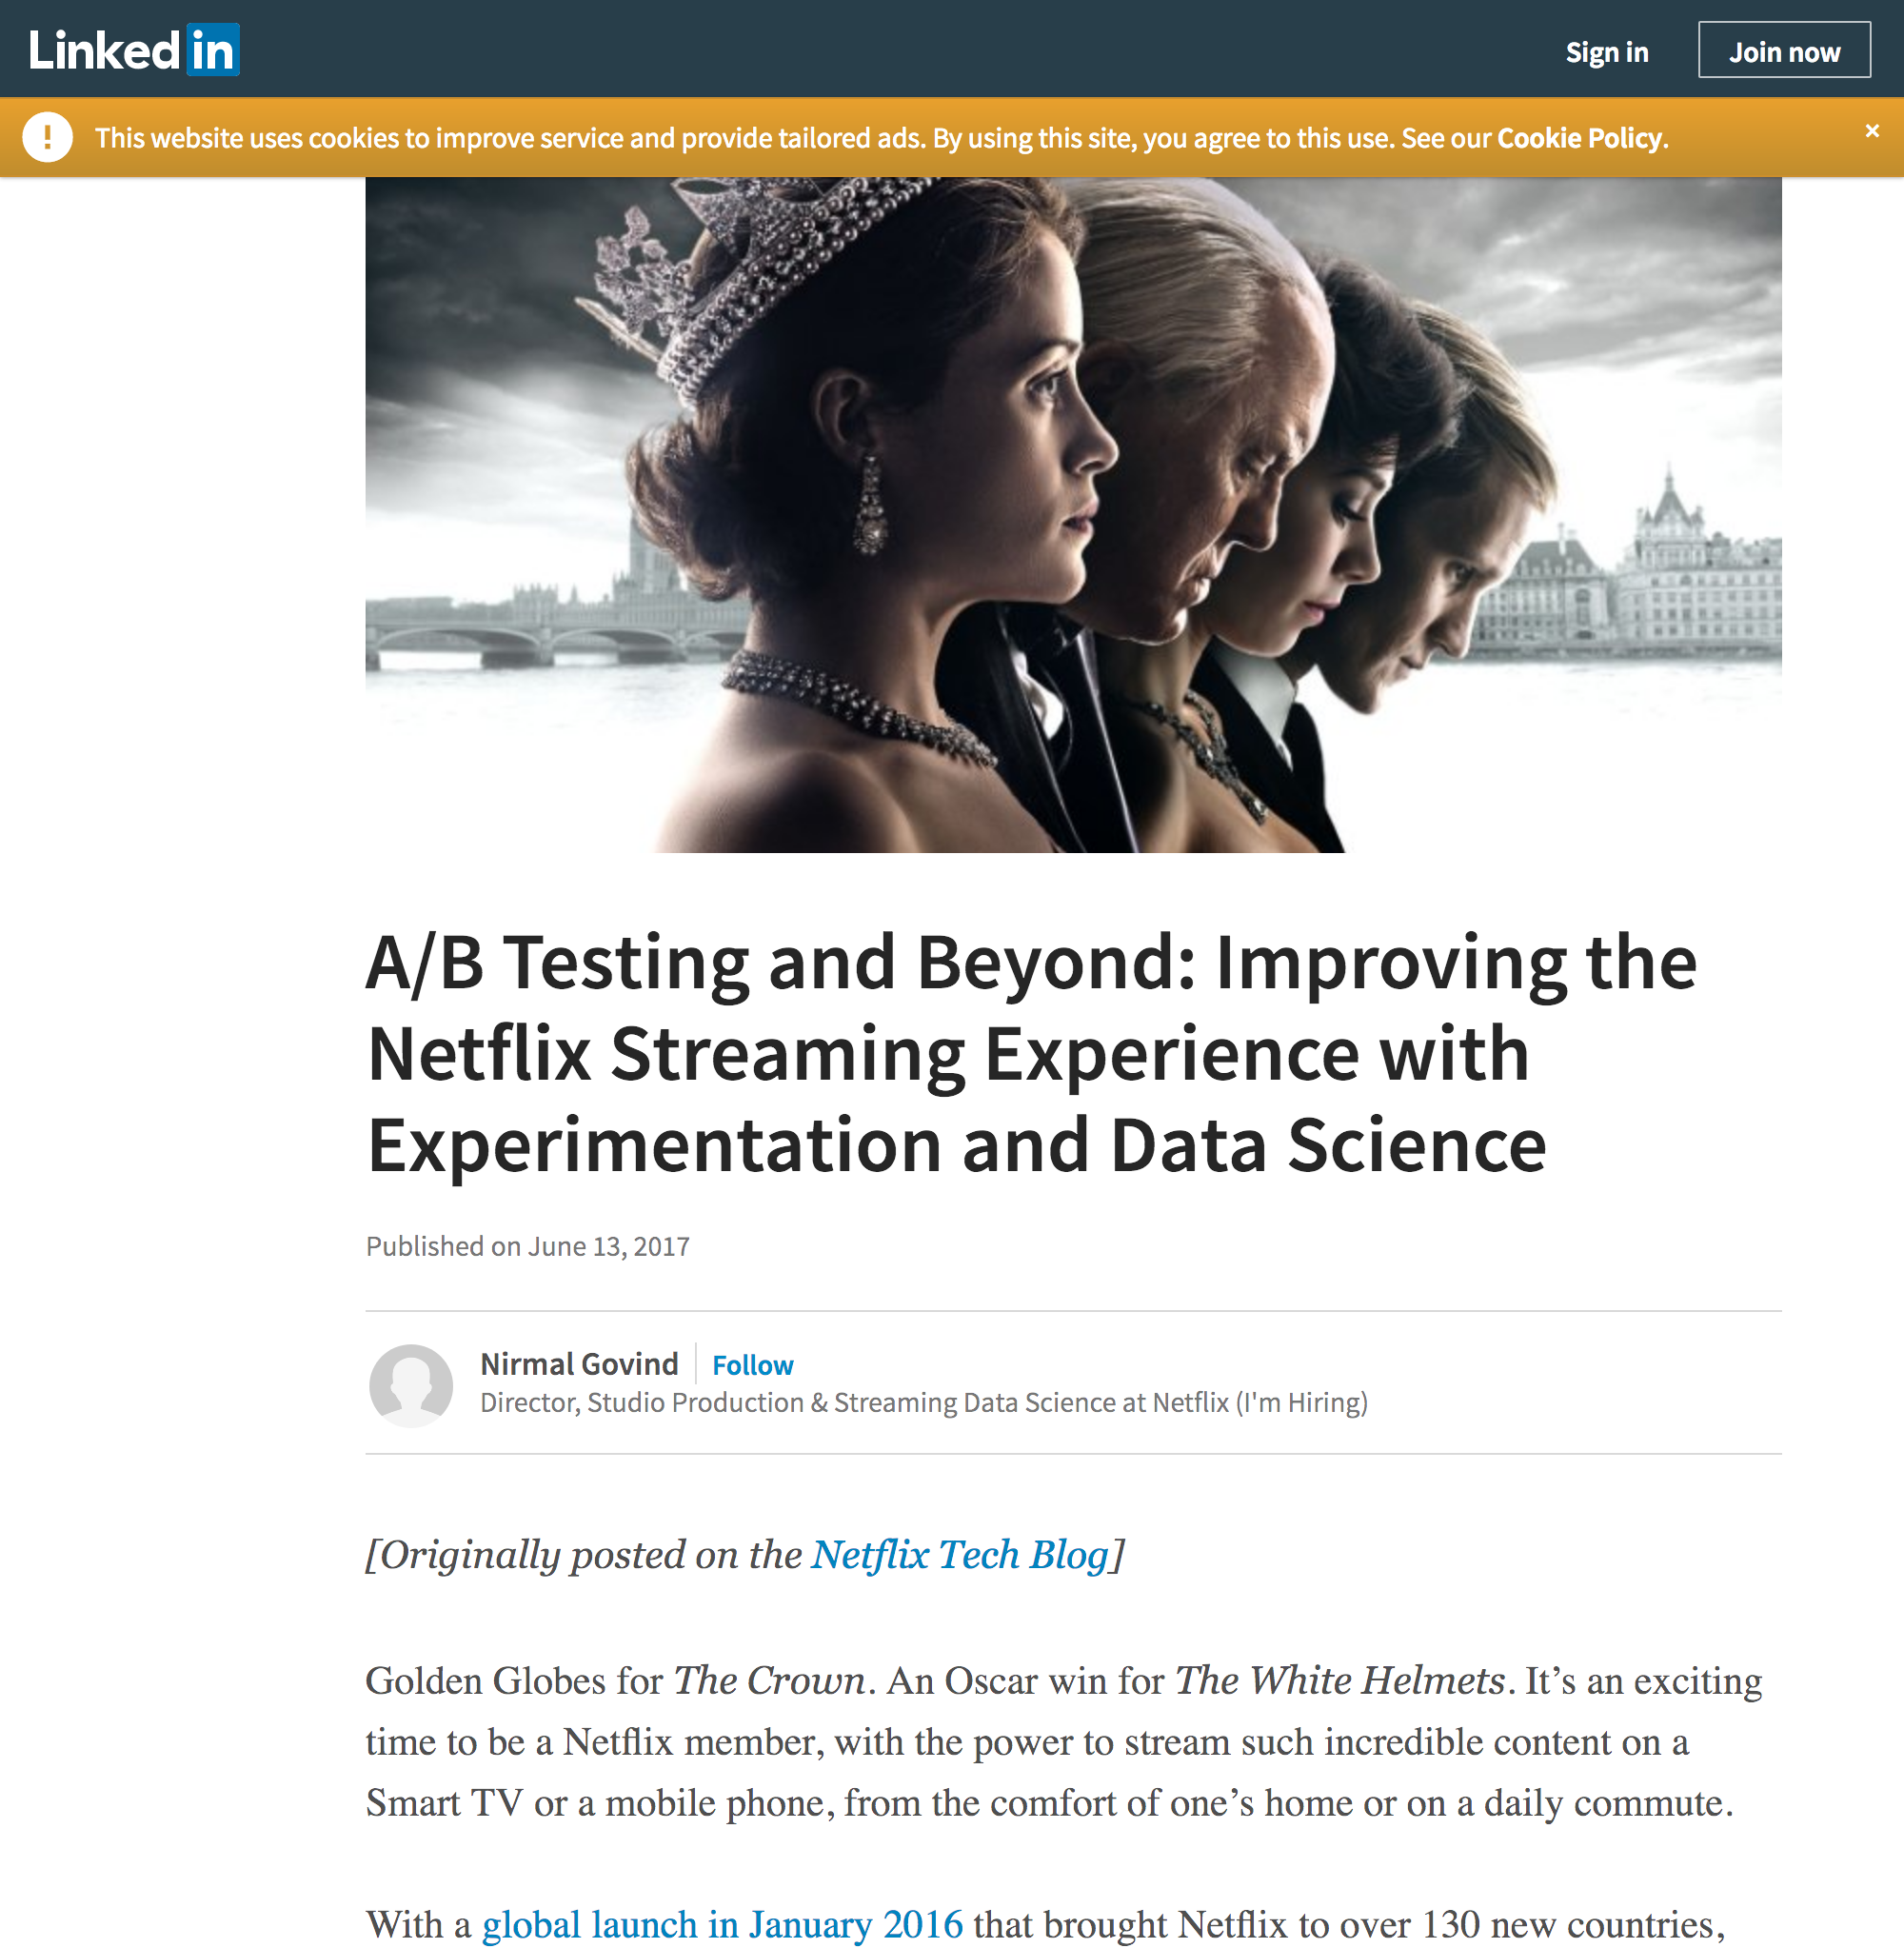 Linked in
Sign in
Join now
! This website uses cookies to improve service and provide tailored ads. By using this site, you agree to this use. See our Cookie Policy. ×
A/B Testing and Beyond: Improving the
Netflix Streaming Experience with
Experimentation and Data Science
Published on June 13, 2017
Nirmal Govind
Follow
Director, Studio Production & Streaming Data Science at Netflix (I'm Hiring)
[Originally posted on the Netflix Tech Blog]
Golden Globes for The Crown. An Oscar win for The White Helmets. It’s an exciting
time to be a Netflix member, with the power to stream such incredible content on a
Smart TV or a mobile phone, from the comfort of one’s home or on a daily commute.
With a global launch in January 2016 that brought Netflix to over 130 new countries,